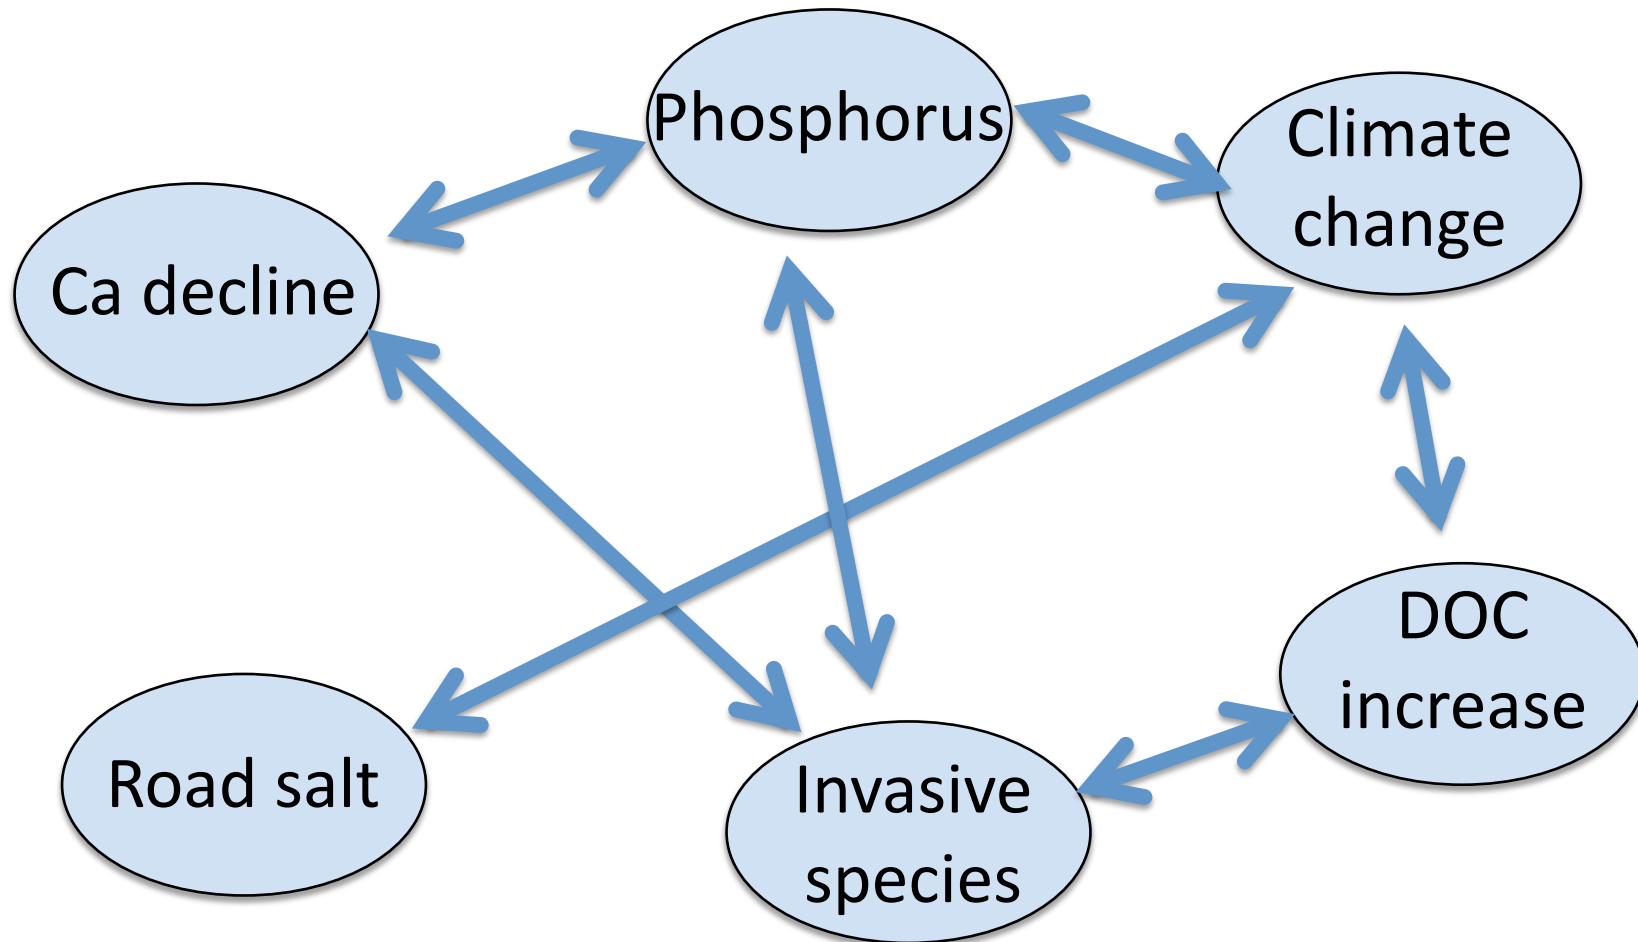 Phosphorus
Climate
change
Ca decline
DOC
increase
Road salt
Invasive
species